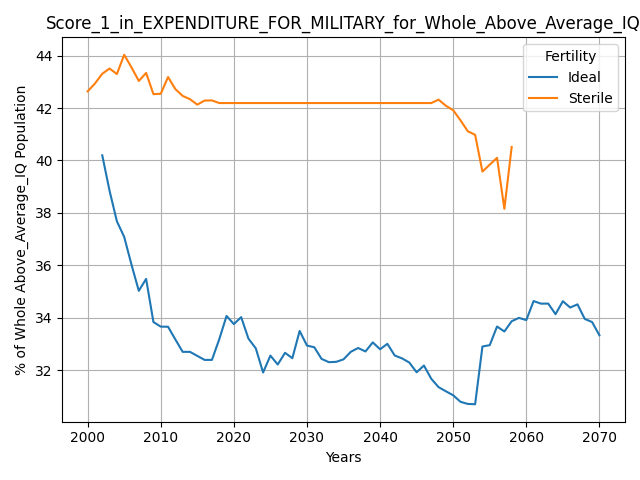 Score_1_in_EXPENDITURE_FOR_MILITARY_for_Whole_Above_Average_IQ
Fertility
Ideal
Sterile
44
42
40
38
36
34
32
% of Whole Above_Average_IQ Population
2000 2010 2020 2030 2040 2050 2060 2070
Years